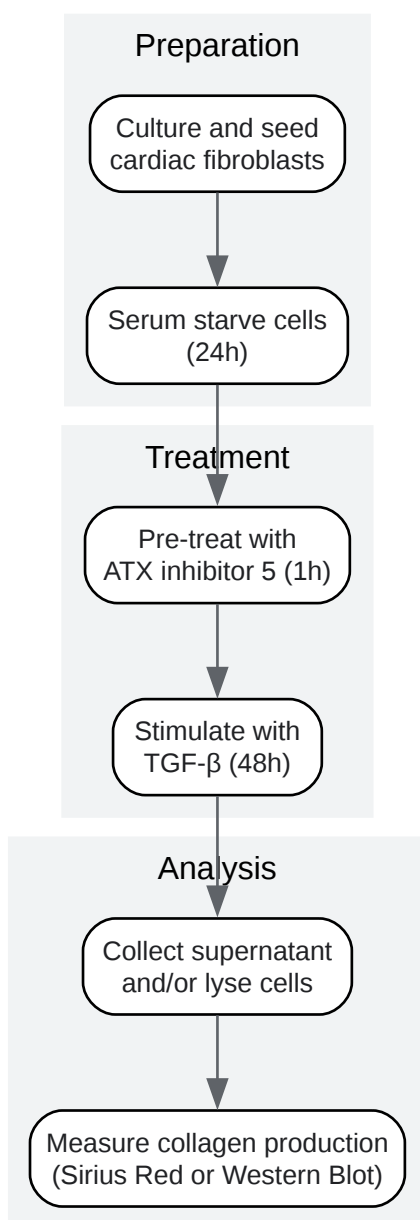 Preparation
Culture and seed
cardiac fibroblasts
Serum starve cells
(24h)
Treatment
Pre-treat with
ATX inhibitor 5 (1h)
Stimulate with
TGF-β (48h)
Analysis
Collect supernatant
and/or lyse cells
Measure collagen production
(Sirius Red or Western Blot)